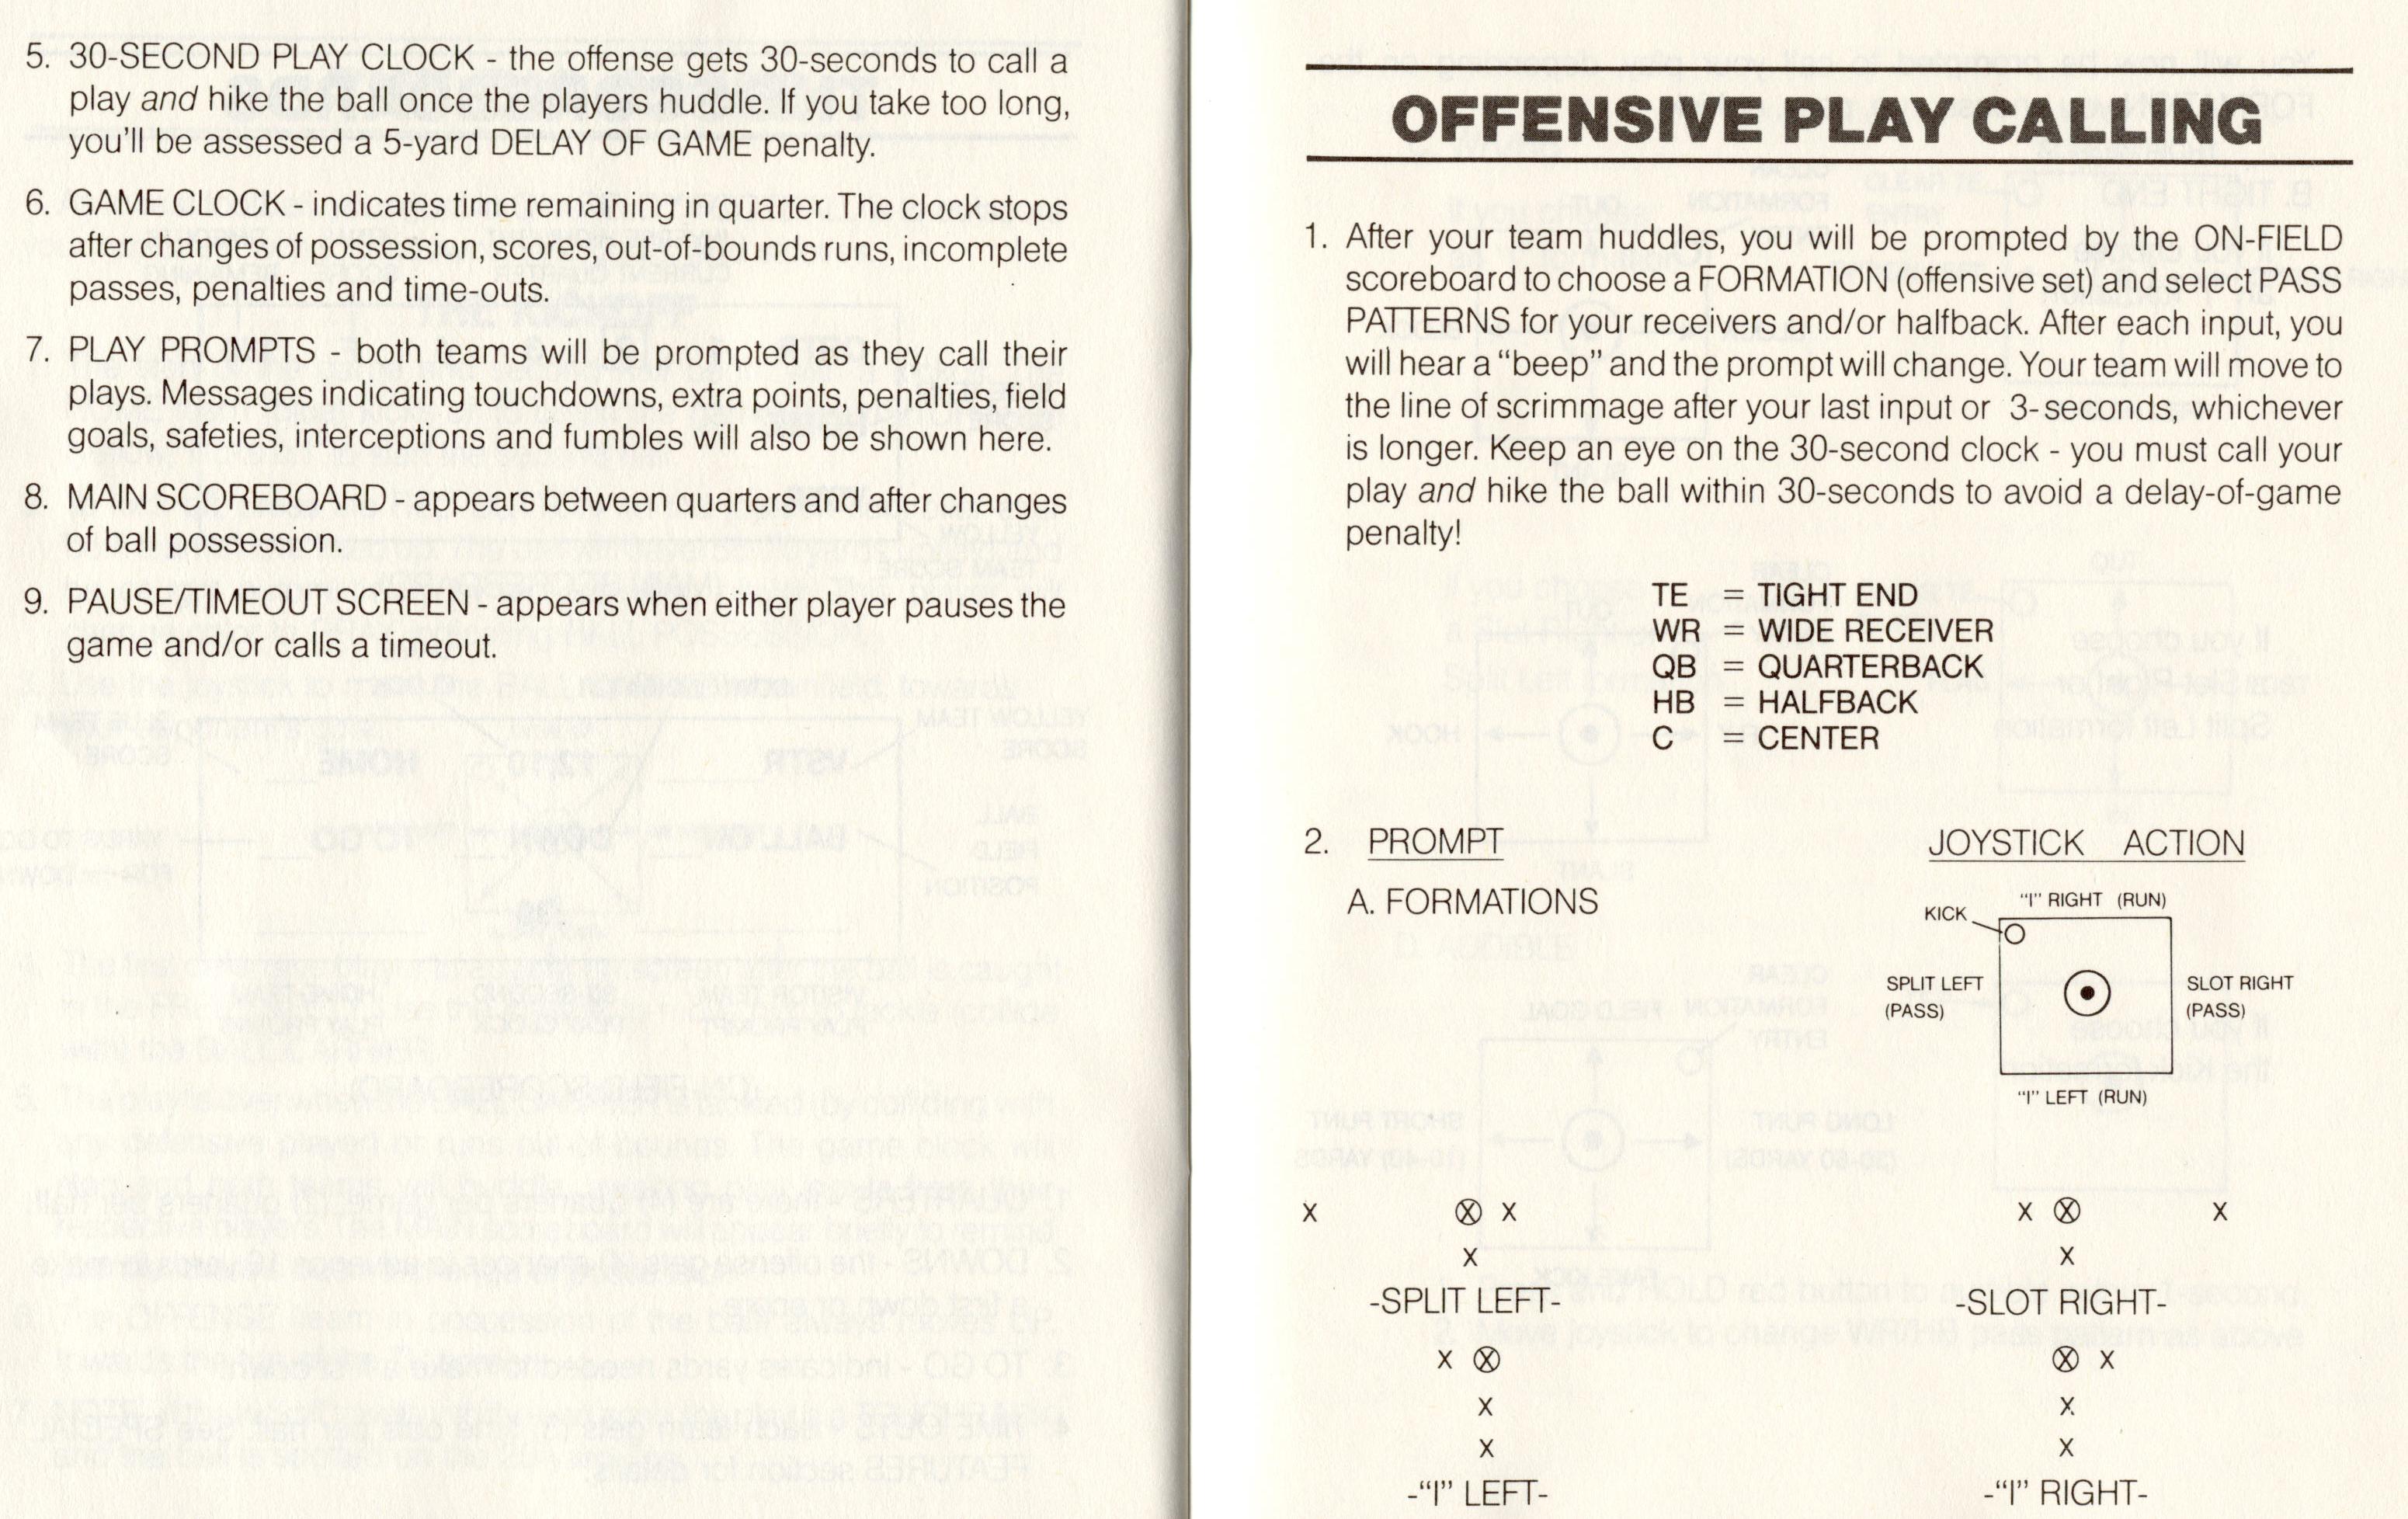 5. 30-SECOND PLAY CLOCK - the offense gets 30-seconds to call a
play and hike the ball once the players huddle. If you take too long,
you'll be assessed a 5-yard DELAY OF GAME penalty.
6. GAME CLOCK - indicates time remaining in quarter. The clock stops
after changes of possession, scores, out-of-bounds runs, incomplete
passes, penalties and time-outs.
7. PLAY PROMPTS - both teams will be prompted as they call their
plays. Messages indicating touchdowns, extra points, penalties, field
goals, safeties, interceptions and fumbles will also be shown here.
8. MAIN SCOREBOARD - appears between quarters and after changes
of ball possession.
9. PAUSE/TIMEOUT SCREEN - appears when either player pauses the
game and/or calls a timeout.
OFFENSIVE PLAY CALLING
1. After your team huddles, you will be prompted by the ON-FIELD
scoreboard to choose a FORMATION (offensive set) and select PASS
PATTERNS for your receivers and/or halfback. After each input, you
will hear a “beep” and the prompt will change. Your team will move to
the line of scrimmage after your last input or 3-seconds, whichever
is longer. Keep an eye on the 30-second clock - you must call your
play and hike the ball within 30-seconds to avoid a delay-of-game
penalty!
TE = TIGHT END
WR = WIDE RECEIVER
QB = QUARTERBACK
HB = HALFBACK
C = CENTER
2. PROMPT JOYSTICK ACTION
A. FORMATIONS
“I” RIGHT (RUN)
KICK
SPLIT LEFT
(PASS)
SLOT RIGHT
(PASS)
“I” LEFT (RUN)
X Ⓧ X X Ⓧ X
X X
-SPLIT LEFT- -SLOT RIGHT-
X Ⓧ Ⓧ X
X X
X X
-“I” LEFT- -“I” RIGHT-